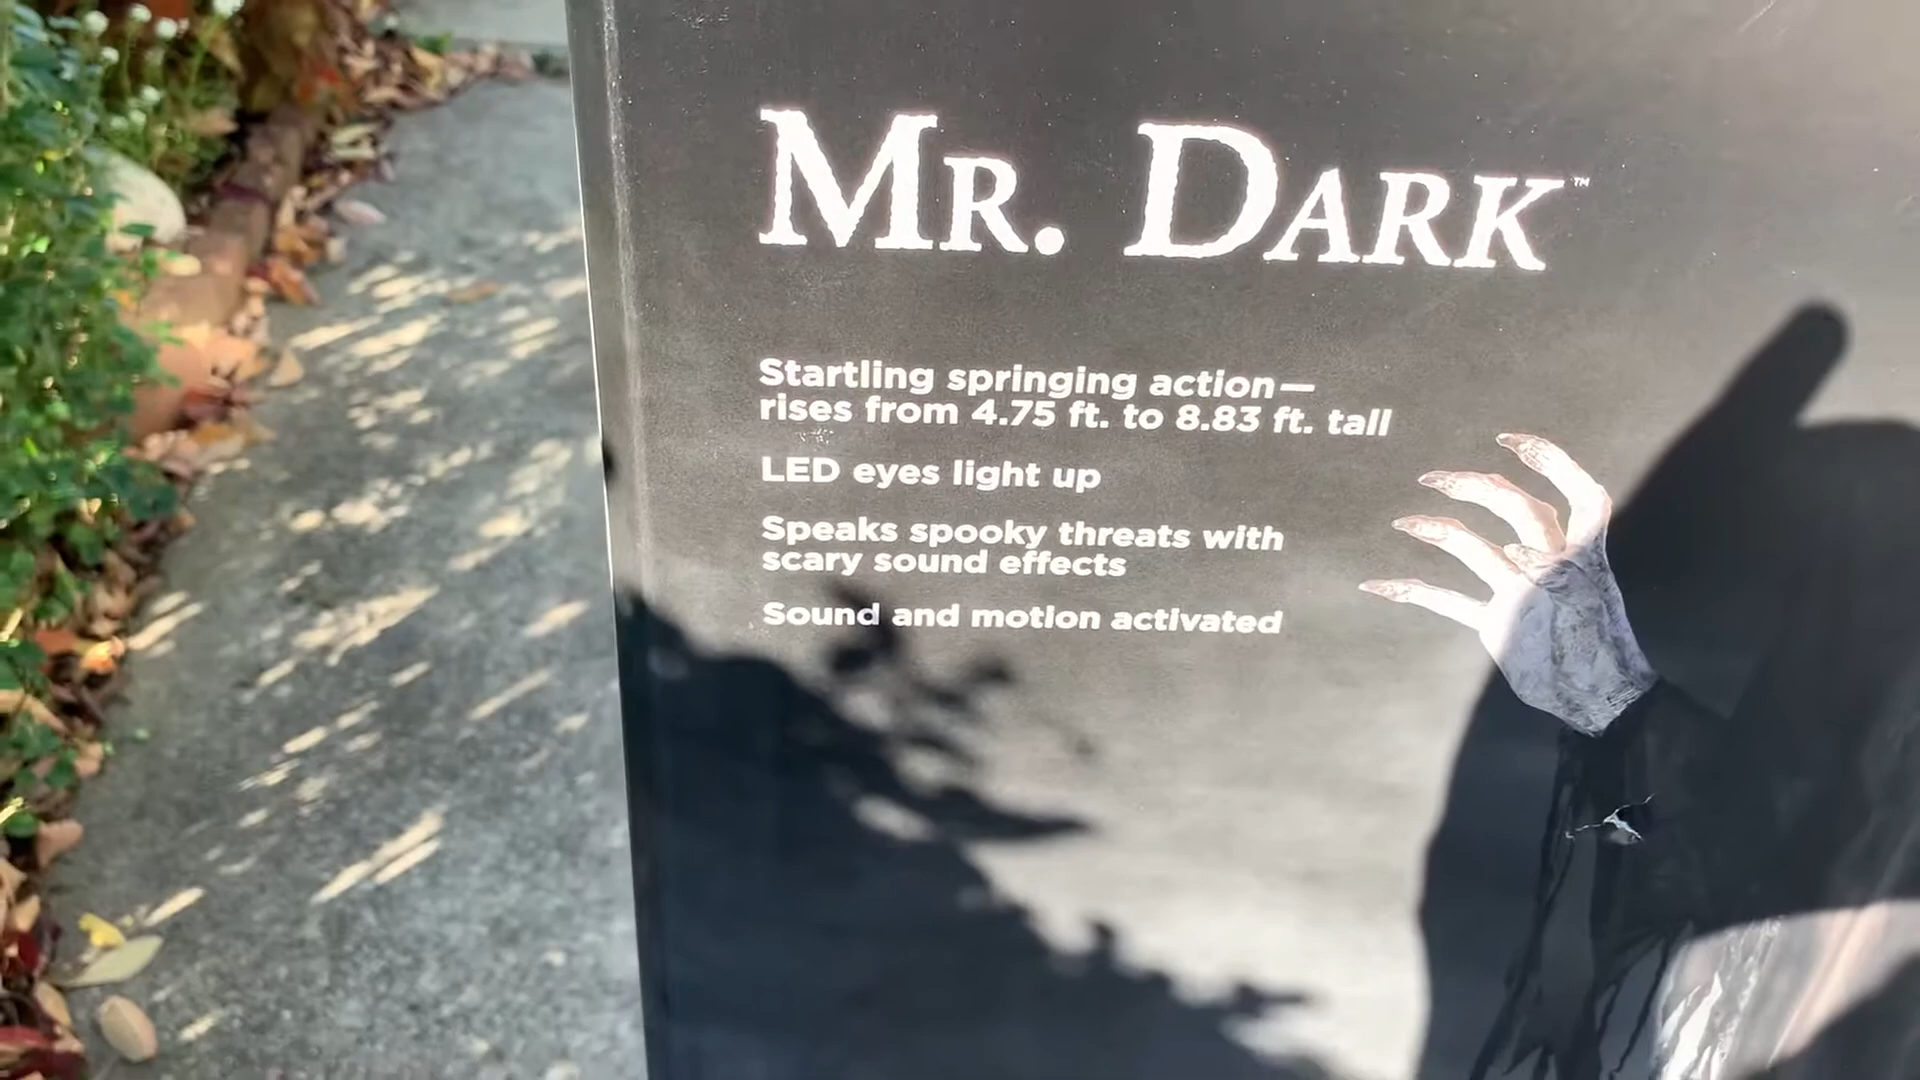 MR. DARK™
Startling springing action—
rises from 4.75 ft. to 8.83 ft. tall
LED eyes light up
Speaks spooky threats with
scary sound effects
Sound and motion activated